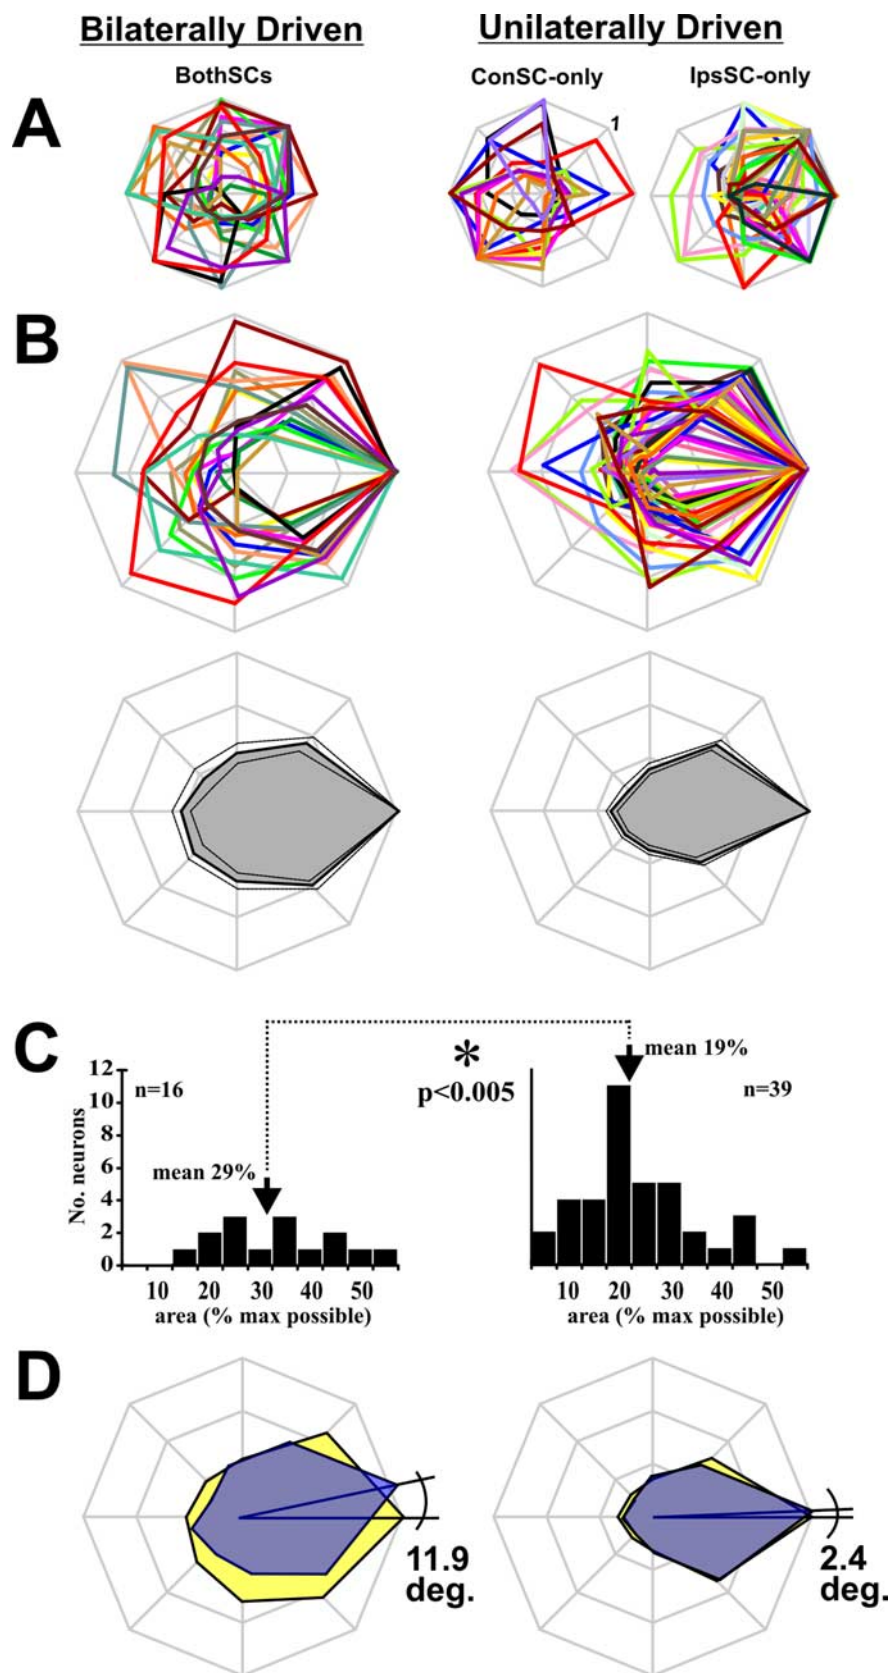 Bilaterally Driven
Unilaterally Driven
BothSCs
ConSC-only
IpsSC-only
A
1
B
C
*
mean 19%
p<0.005
12
10
8
6
4
2
0
No. neurons
n=16
n=39
mean 29%
10 20 30 40 50
area (% max possible)
10 20 30 40 50
area (% max possible)
D
11.9
deg.
2.4
deg.